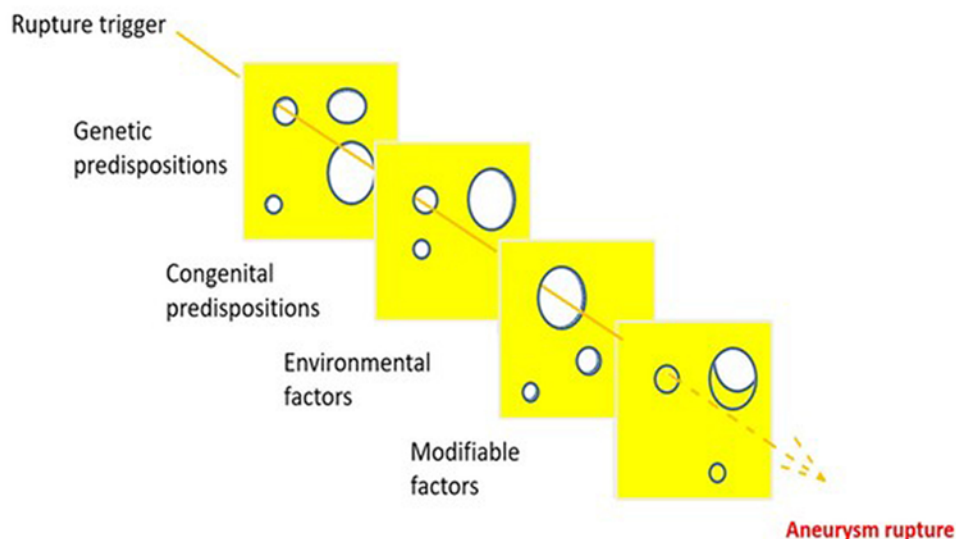 Rupture trigger
Genetic
predispositions
Congenital
predispositions
Environmental
factors
Modifiable
factors
Aneurysm rupture